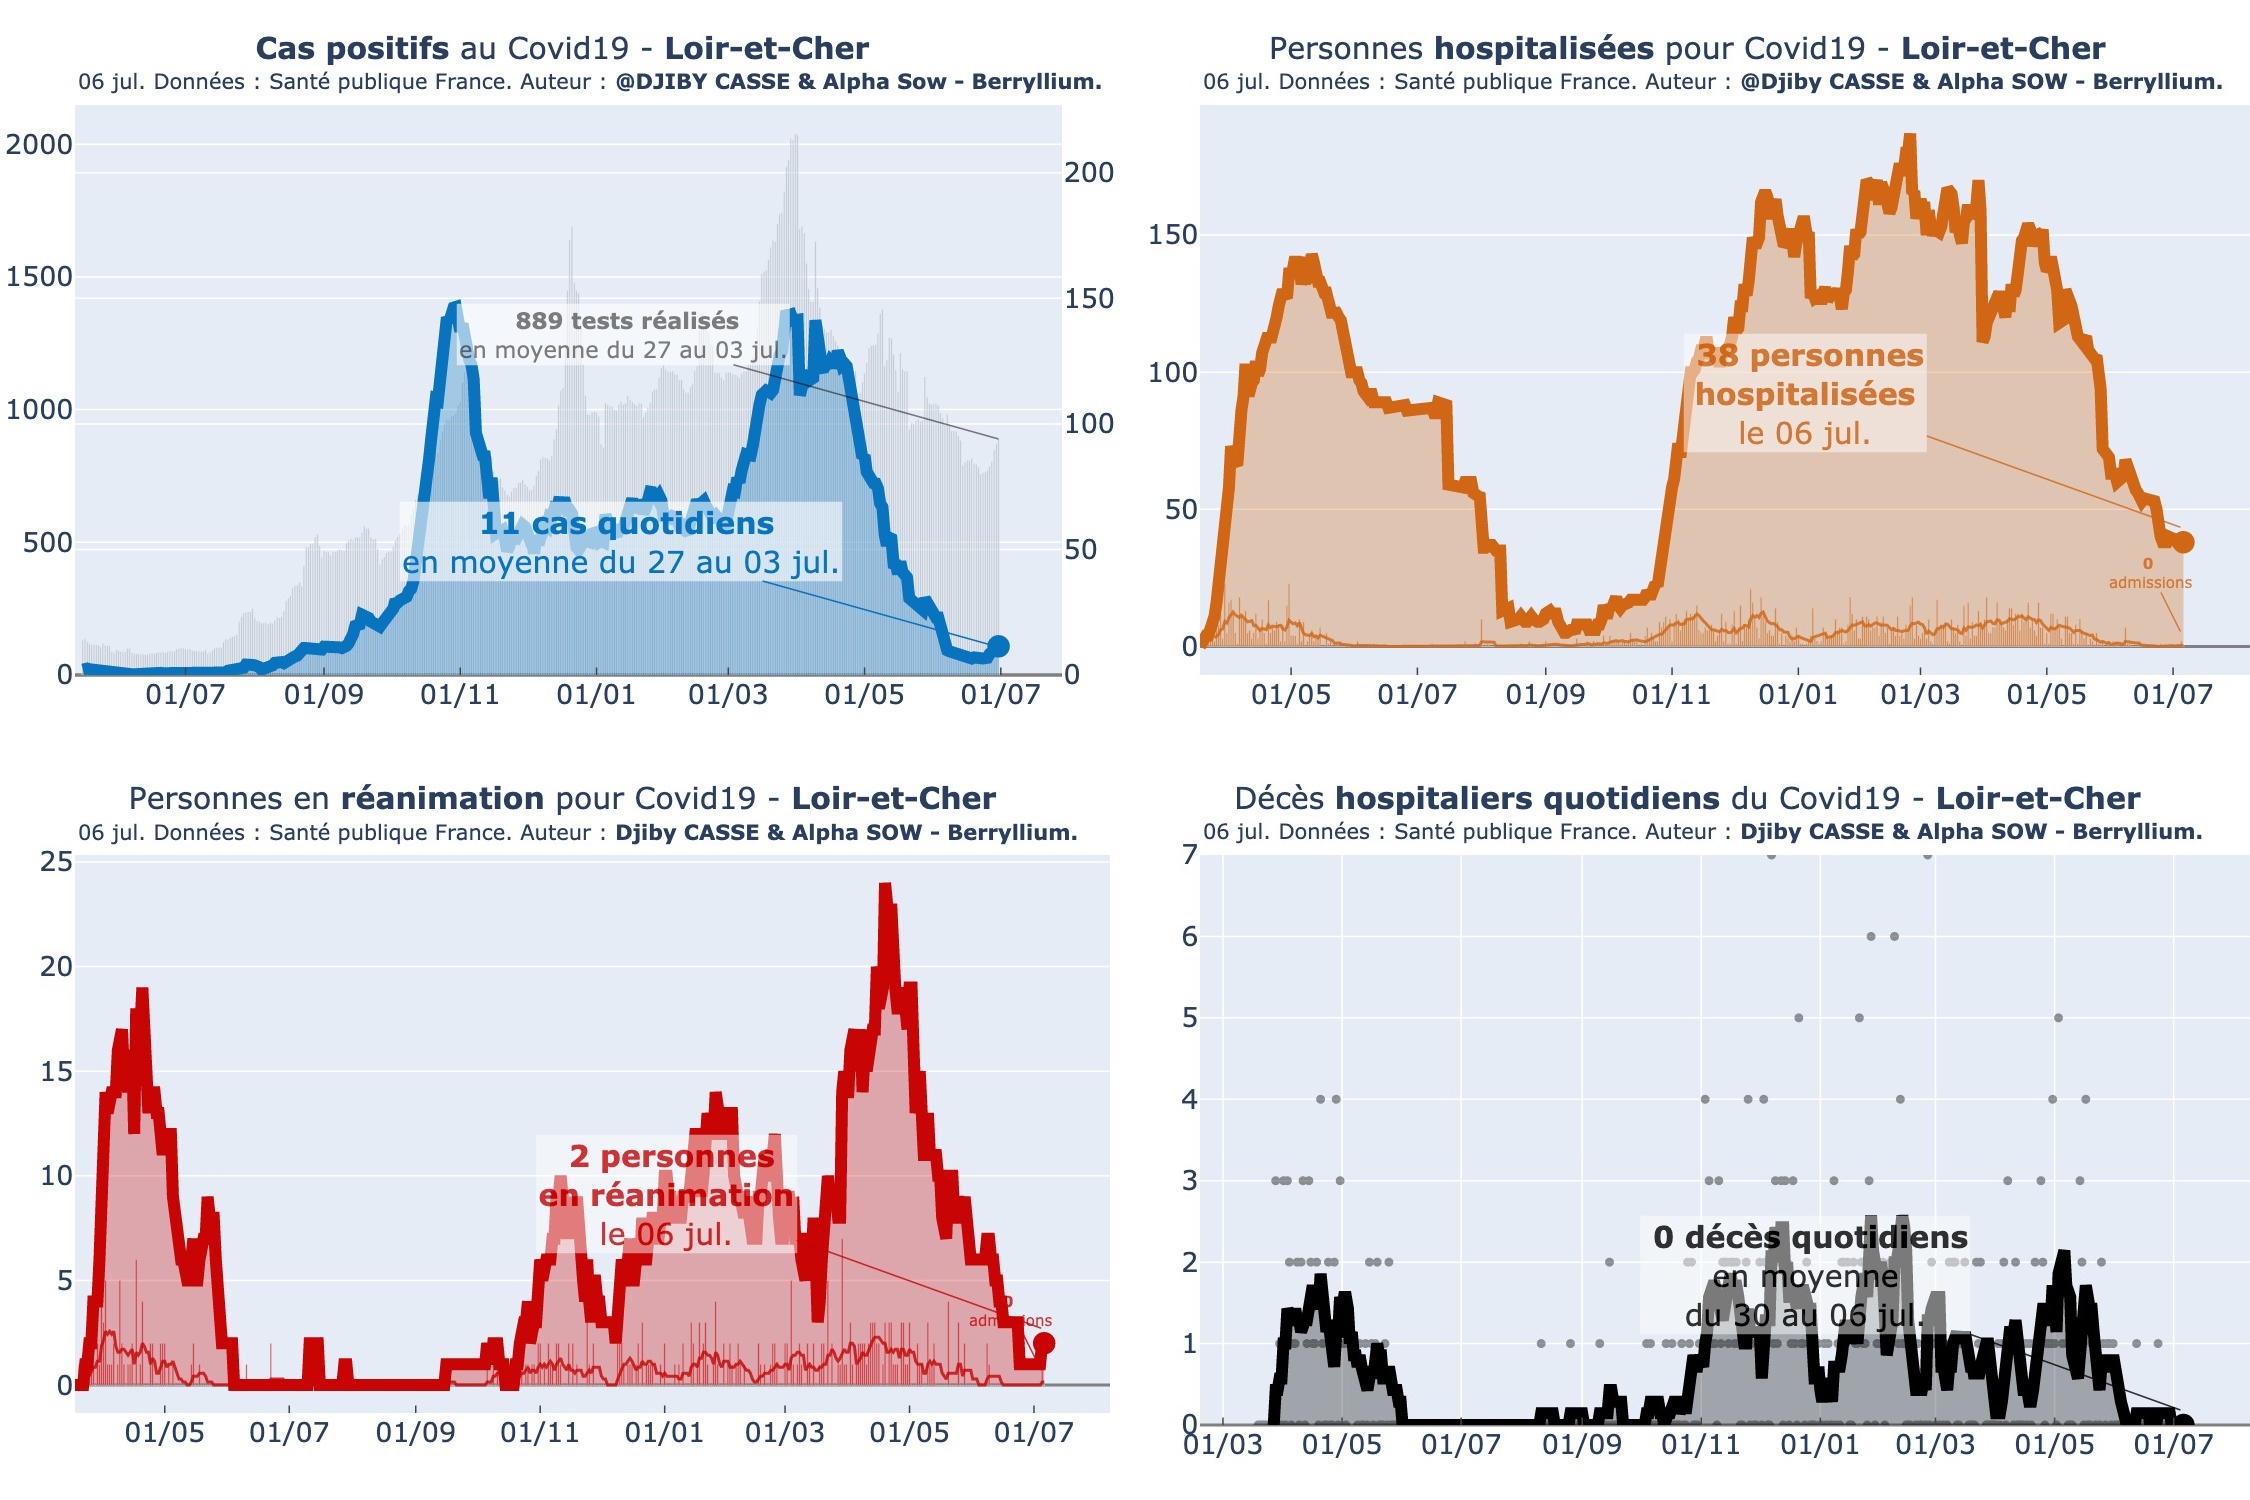 Cas positifs au Covid19 - Loir-et-Cher
06 jul. Données : Santé publique France. Auteur : @DJIBY CASSE & Alpha Sow - Berryllium.
2000
1500
1000
500
0
200
150
100
50
0
889 tests réalisés
en moyenne du 27 au 03 jul.
11 cas quotidiens
en moyenne du 27 au 03 jul.
01/07 01/09 01/11 01/01 01/03 01/05 01/07
Personnes hospitalisées pour Covid19 - Loir-et-Cher
06 jul. Données : Santé publique France. Auteur : @Djiby CASSE & Alpha SOW - Berryllium.
150
100
50
0
38 personnes
hospitalisées
le 06 jul.
0
admissions
01/05 01/07 01/09 01/11 01/01 01/03 01/05 01/07
Personnes en réanimation pour Covid19 - Loir-et-Cher
06 jul. Données : Santé publique France. Auteur : Djiby CASSE & Alpha SOW - Berryllium.
25
20
15
10
5
0
2 personnes
en réanimation
le 06 jul.
0
admissions
01/05 01/07 01/09 01/11 01/01 01/03 01/05 01/07
Décès hospitaliers quotidiens du Covid19 - Loir-et-Cher
06 jul. Données : Santé publique France. Auteur : Djiby CASSE & Alpha SOW - Berryllium.
7
6
5
4
3
2
1
0
0 décès quotidiens
en moyenne
du 30 au 06 jul.
01/03 01/05 01/07 01/09 01/11 01/01 01/03 01/05 01/07